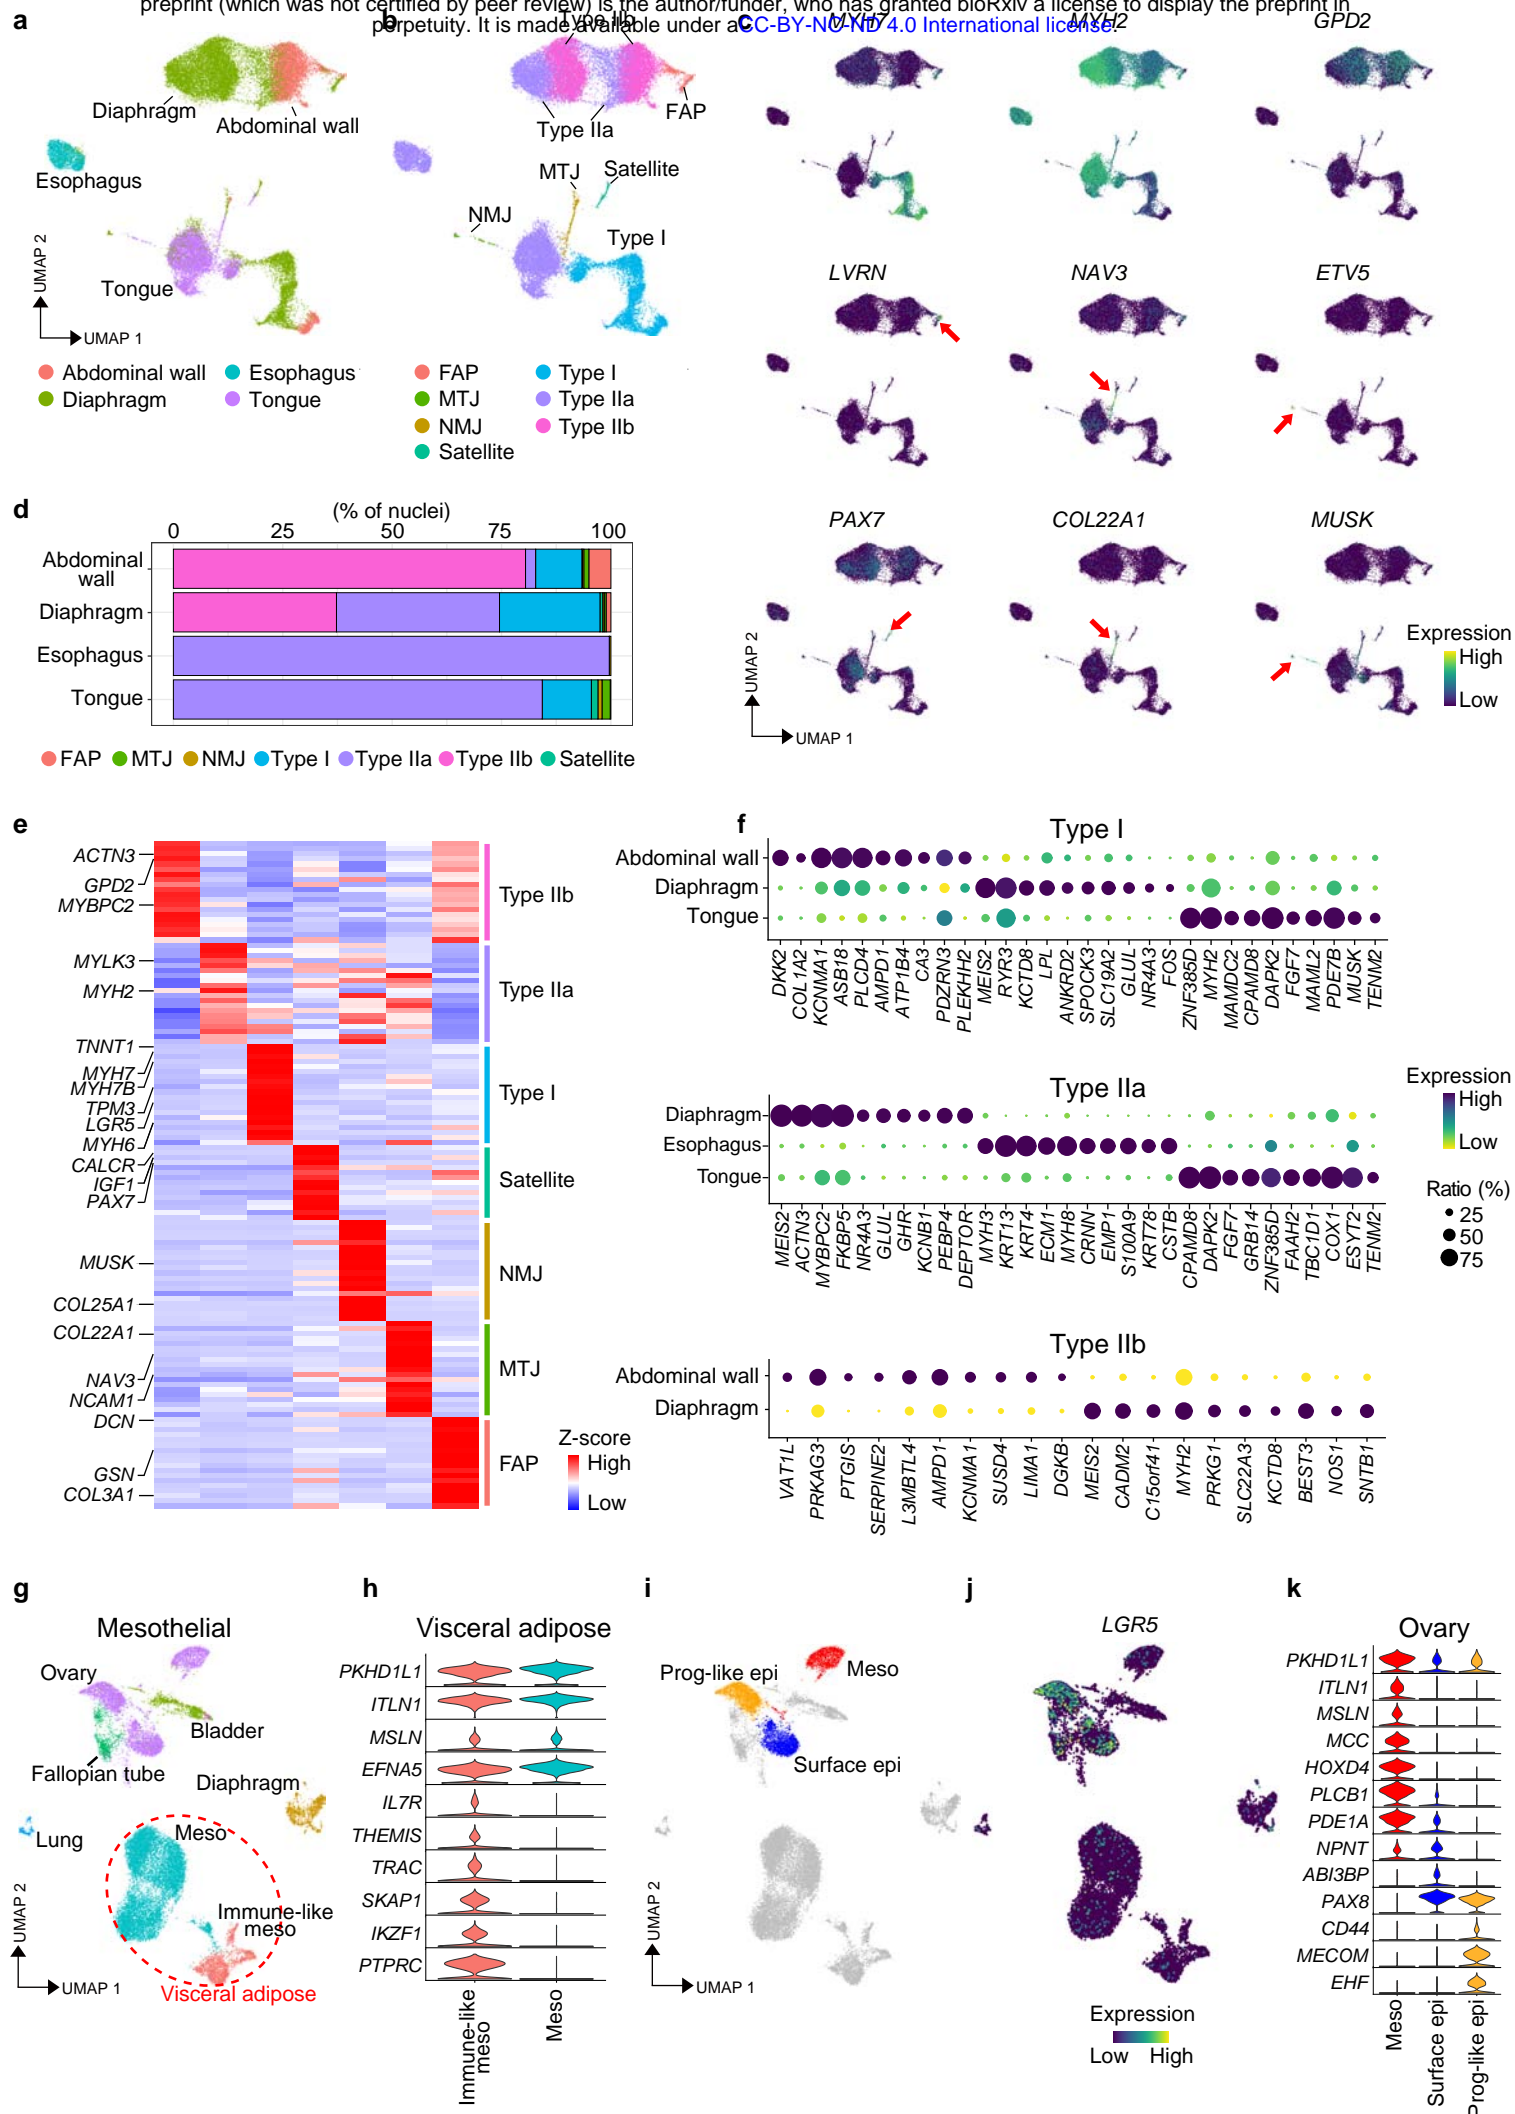 preprint (which was not certified by peer review) is the author/funder, who has granted bioRxiv a license to display the preprint in
perpetuity. It is made available under aCC-BY-NC-ND 4.0 International license.
a
Diaphragm
Abdominal wall
Esophagus
Tongue
UMAP 2
UMAP 1
Abdominal wall
Esophagus
Diaphragm
Tongue
b
Type IIb
FAP
Type IIa
MTJ
Satellite
NMJ
Type I
FAP
Type I
MTJ
Type IIa
NMJ
Type IIb
Satellite
c
MYH7
MYH2
GPD2
LVRN
NAV3
ETV5
PAX7
COL22A1
MUSK
UMAP 2
UMAP 1
Expression
High
Low
d
(% of nuclei)
0
25
50
75
100
Abdominal
wall
Diaphragm
Esophagus
Tongue
FAP
MTJ
NMJ
Type I
Type IIa
Type IIb
Satellite
e
ACTN3
GPD2
MYBPC2
MYLK3
MYH2
TNNT1
MYH7
MYH7B
TPM3
LGR5
MYH6
CALCR
IGF1
PAX7
MUSK
COL25A1
COL22A1
NAV3
NCAM1
DCN
GSN
COL3A1
Type IIb
Type IIa
Type I
Satellite
NMJ
MTJ
FAP
Z-score
High
Low
f
Type I
Abdominal wall
Diaphragm
Tongue
DKK2
COL1A2
KCNMA1
ASB18
PLCD4
AMPD1
ATP1B4
CA3
PDZRN3
PLEKHH2
MEIS2
RYR3
KCTD8
LPL
ANKRD2
SPOCK3
SLC19A2
GLUL
NR4A3
FOS
ZNF385D
MYH2
MAMDC2
CPAMD8
DAPK2
FGF7
MAML2
PDE7B
MUSK
TENM2
Type IIa
Diaphragm
Esophagus
Tongue
MEIS2
ACTN3
MYBPC2
FKBP5
NR4A3
GLUL
GHR
KCNB1
PEBP4
DEPTOR
MYH3
KRT13
KRT4
ECM1
MYH8
CRNN
EMP1
S100A9
KRT78
CSTB
CPAMD8
DAPK2
FGF7
GRB14
ZNF385D
FAAH2
TBC1D1
COX1
ESYT2
TENM2
Expression
High
Low
Ratio (%)
25
50
75
Type IIb
Abdominal wall
Diaphragm
VAT1L
PRKAG3
PTGIS
SERPINE2
L3MBTL4
AMPD1
KCNMA1
SUSD4
LIMA1
DGKB
MEIS2
CADM2
C15orf41
MYH2
PRKG1
SLC22A3
KCTD8
BEST3
NOS1
SNTB1
g
Mesothelial
Ovary
Bladder
Fallopian tube
Diaphragm
Lung
Meso
Immune-like
meso
Visceral adipose
UMAP 2
UMAP 1
h
Visceral adipose
PKHD1L1
ITLN1
MSLN
EFNA5
IL7R
THEMIS
TRAC
SKAP1
IKZF1
PTPRC
Immune-like
meso
Meso
i
Prog-like epi
Meso
Surface epi
UMAP 2
UMAP 1
j
LGR5
Expression
Low
High
k
Ovary
PKHD1L1
ITLN1
MSLN
MCC
HOXD4
PLCB1
PDE1A
NPNT
ABI3BP
PAX8
CD44
MECOM
EHF
Meso
Surface epi
Prog-like epi